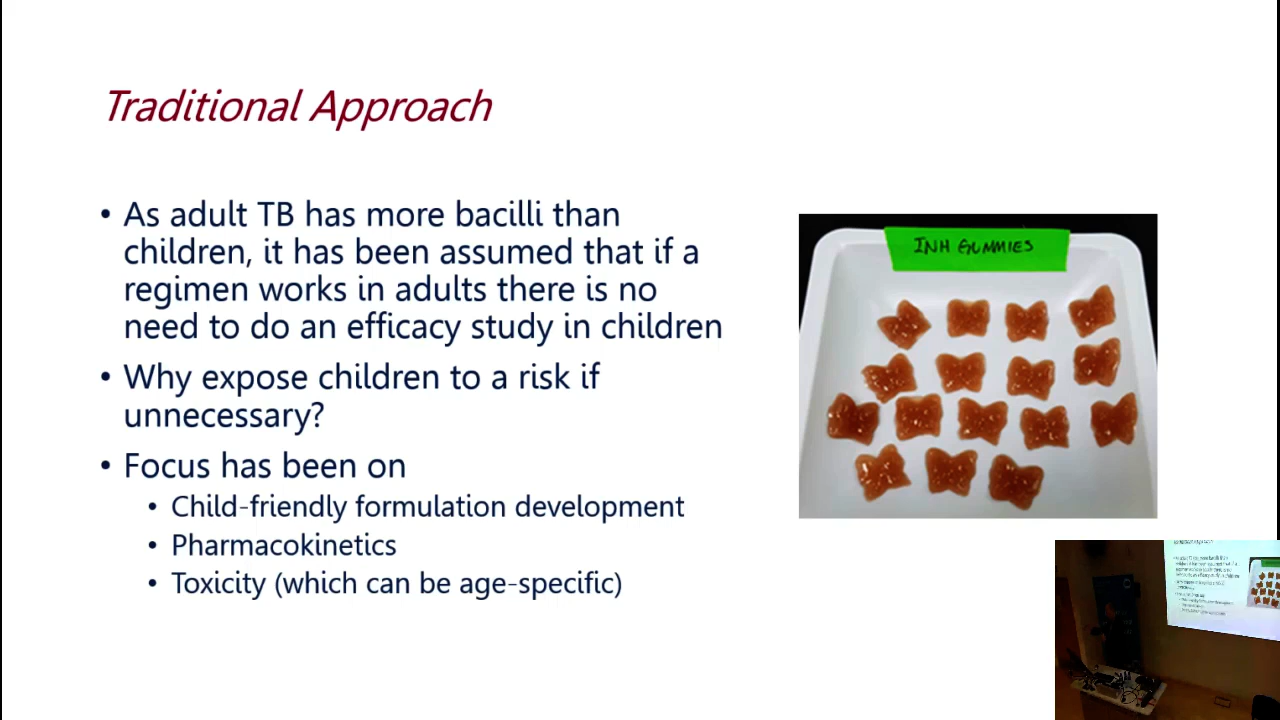 Traditional Approach
• As adult TB has more bacilli than
children, it has been assumed that if a
regimen works in adults there is no
need to do an efficacy study in children
• Why expose children to a risk if
unnecessary?
• Focus has been on
• Child-friendly formulation development
• Pharmacokinetics
• Toxicity (which can be age-specific)
INH GUMMIES